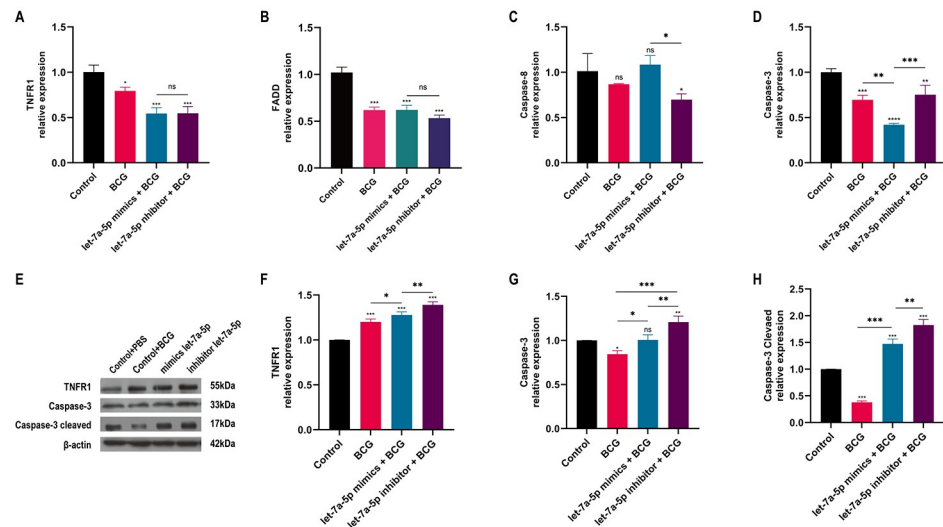 A
TNFR1
relative expression
1.5
1.0
0.5
0.0
*
***
ns
***
Control
BCG
let-7a-5p mimics + BCG
let-7a-5p nhibitor + BCG
B
FADD
relative expression
1.5
1.0
0.5
0.0
***
***
ns
***
Control
BCG
let-7a-5p mimics + BCG
let-7a-5p nhibitor + BCG
C
Caspase-8
relative expression
1.5
1.0
0.5
0.0
ns
ns
*
*
Control
BCG
let-7a-5p mimics + BCG
let-7a-5p nhibitor + BCG
D
Caspase-3
relative expression
1.5
1.0
0.5
0.0
***
**
****
***
**
Control
BCG
let-7a-5p mimics + BCG
let-7a-5p nhibitor + BCG
E
Control+PBS
Control+BCG
mimics let-7a-5p
inhibitor let-7a-5p
TNFR1 55kDa
Caspase-3 33kDa
Caspase-3 cleaved 17kDa
β-actin 42kDa
F
TNFR1
relative expression
1.5
1.0
0.5
0.0
***
*
***
**
***
Control
BCG
let-7a-5p mimics + BCG
let-7a-5p inhibitor + BCG
G
Caspase-3
relative expression
1.5
1.0
0.5
0.0
***
*
*
ns
**
**
Control
BCG
let-7a-5p mimics + BCG
let-7a-5p inhibitor + BCG
H
Caspase-3 Clevaed
relative expression
2.5
2.0
1.5
1.0
0.5
0.0
***
***
***
**
***
Control
BCG
let-7a-5p mimics + BCG
let-7a-5p inhibitor + BCG